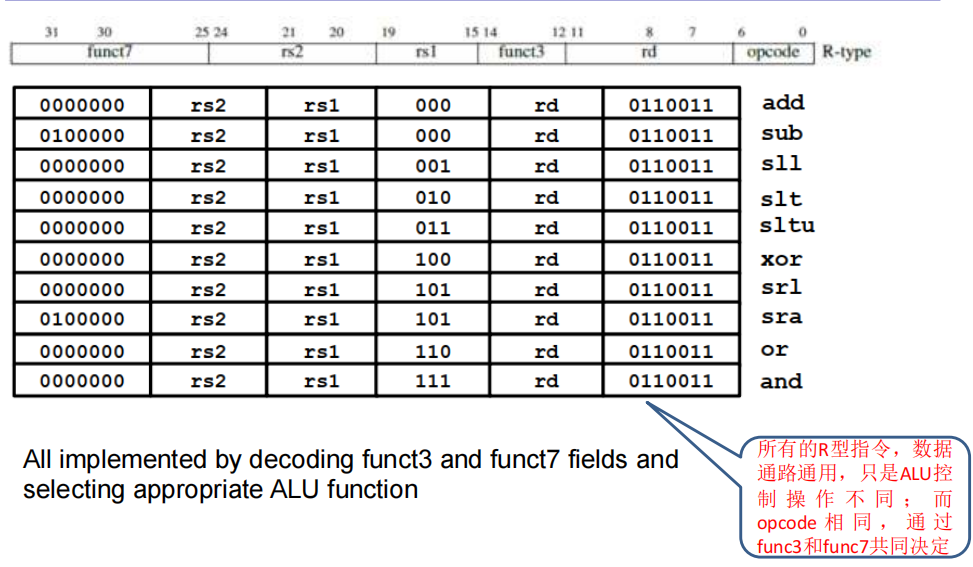 31 30 25 24 21 20 19 15 14 12 11 8 7 6 0
funct7 rs2 rs1 funct3 rd opcode R-type
0000000 rs2 rs1 000 rd 0110011 add
0100000 rs2 rs1 000 rd 0110011 sub
0000000 rs2 rs1 001 rd 0110011 sll
0000000 rs2 rs1 010 rd 0110011 slt
0000000 rs2 rs1 011 rd 0110011 sltu
0000000 rs2 rs1 100 rd 0110011 xor
0000000 rs2 rs1 101 rd 0110011 srl
0100000 rs2 rs1 101 rd 0110011 sra
0000000 rs2 rs1 110 rd 0110011 or
0000000 rs2 rs1 111 rd 0110011 and
All implemented by decoding funct3 and funct7 fields and
selecting appropriate ALU function
所有的R型指令，数据
通路通用，只是ALU控
制操作不同；而
opcode相同，通过
func3和func7共同决定